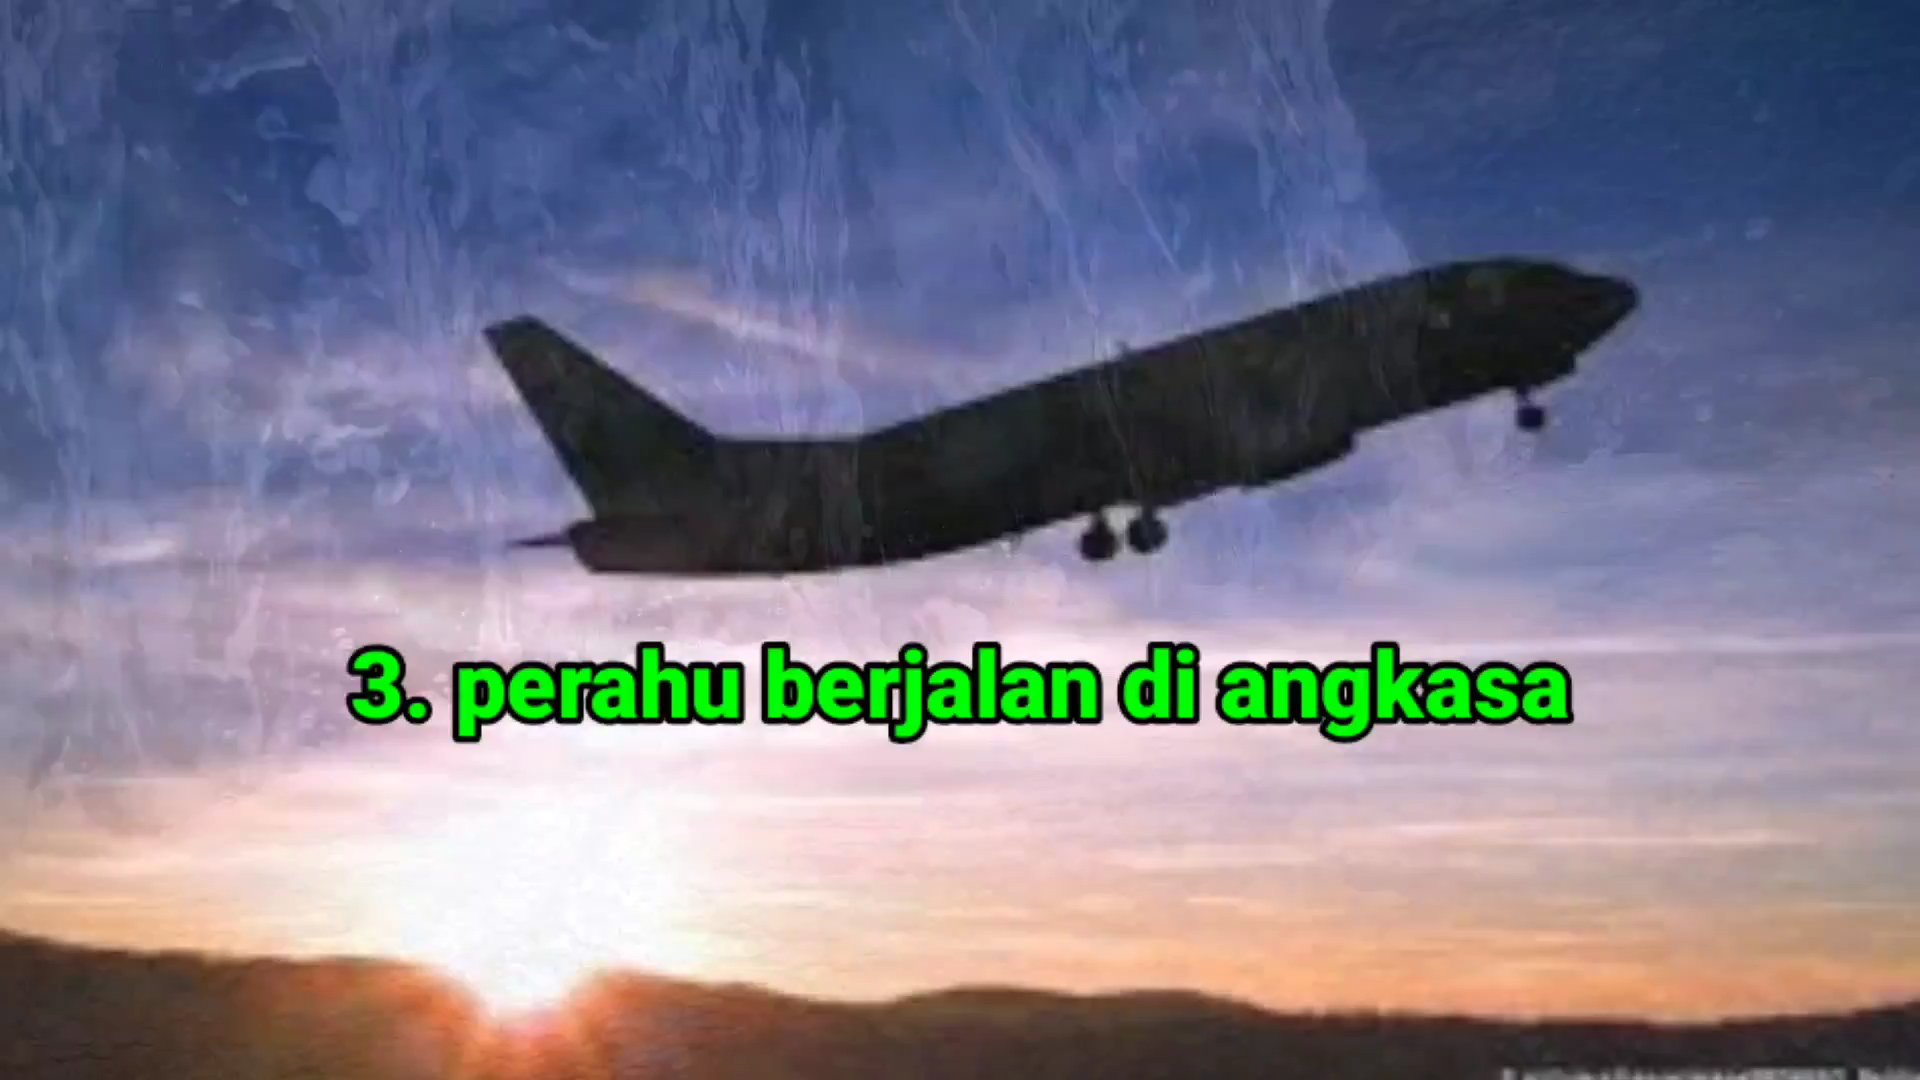 3. perahu berjalan di angkasa